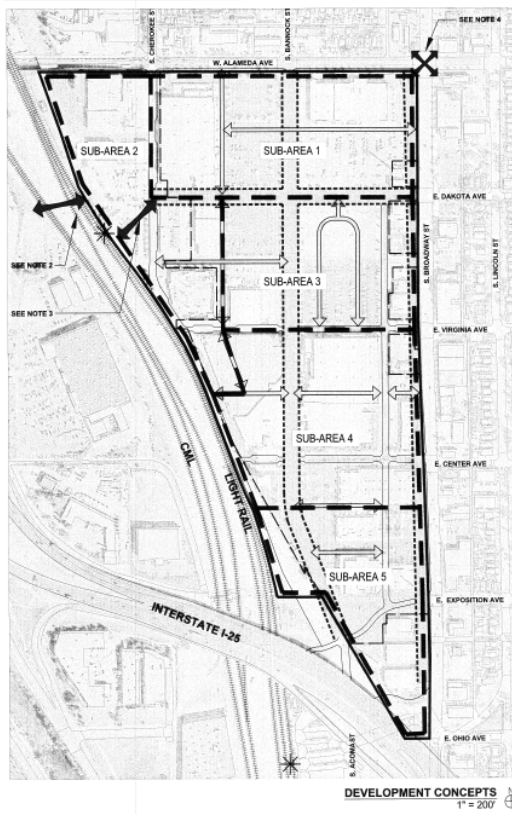 SEE NOTE 4
S. CHEROKEE ST
S. BANNOCK ST
W. ALAMEDA AVE
SUB-AREA 2
SUB-AREA 1
E. DAKOTA AVE
S. BROADWAY ST
S. LINCOLN ST
SEE NOTE 2
SUB-AREA 3
SEE NOTE 3
E. VIRGINIA AVE
SUB-AREA 4
CML
LIGHT RAIL
E. CENTER AVE
SUB-AREA 5
E. EXPOSITION AVE
INTERSTATE I-25
S. ACOMA ST
E. OHIO AVE
DEVELOPMENT CONCEPTS
1" = 200'